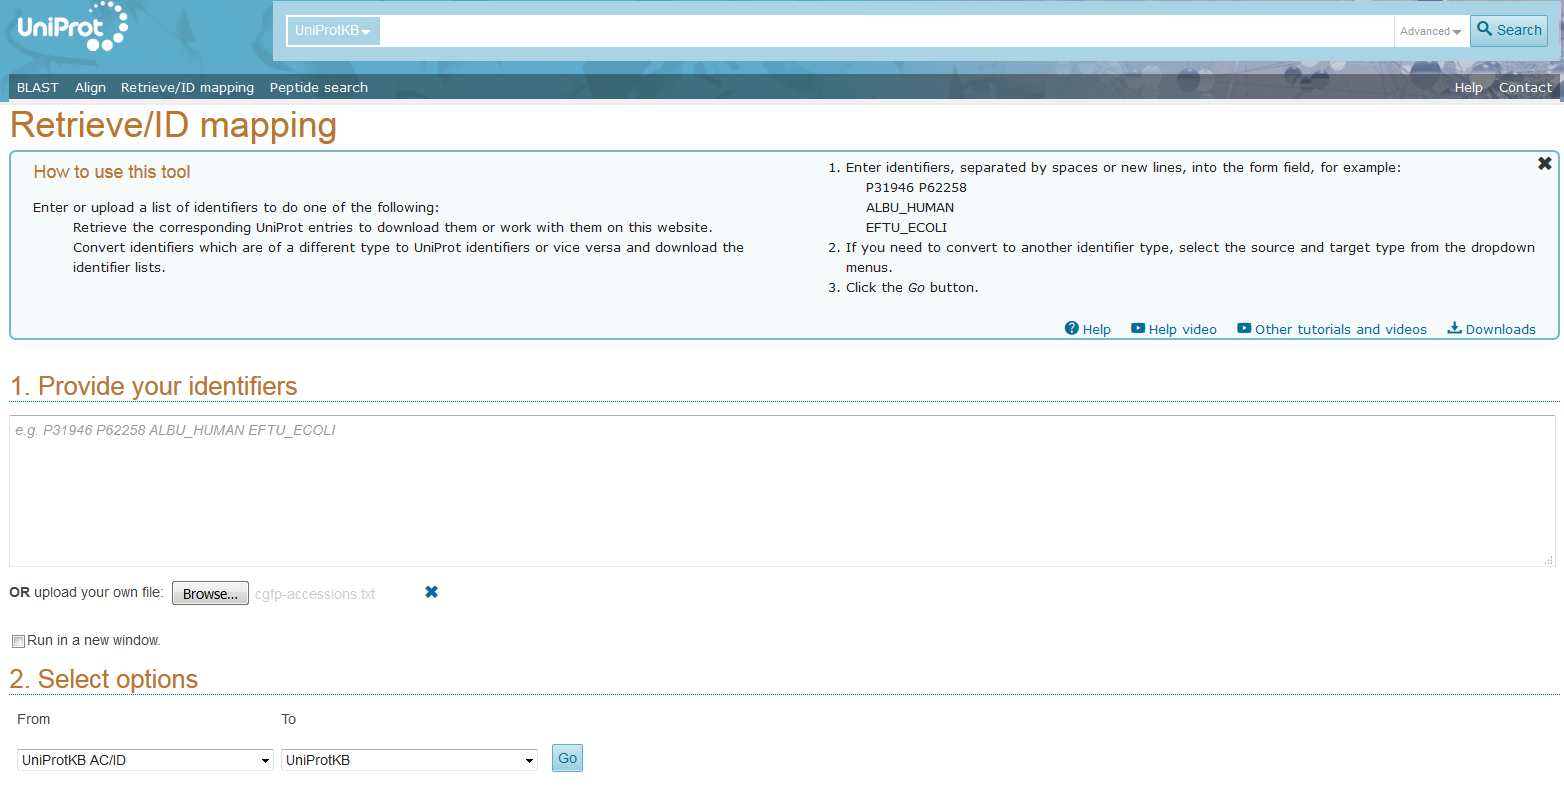 UniProt
UniProtKB
Advanced
Search
BLAST Align Retrieve/ID mapping Peptide search
Help Contact
Retrieve/ID mapping
How to use this tool
Enter or upload a list of identifiers to do one of the following:
Retrieve the corresponding UniProt entries to download them or work with them on this website.
Convert identifiers which are of a different type to UniProt identifiers or vice versa and download the
identifier lists.
1. Enter identifiers, separated by spaces or new lines, into the form field, for example:
P31946 P62258
ALBU_HUMAN
EFTU_ECOLI
2. If you need to convert to another identifier type, select the source and target type from the dropdown
menus.
3. Click the Go button.
Help Help video Other tutorials and videos Downloads
1. Provide your identifiers
e.g. P31946 P62258 ALBU_HUMAN EFTU_ECOLI
OR upload your own file: Browse... cgfp-accessions.txt
Run in a new window.
2. Select options
From To
UniProtKB AC/ID UniProtKB Go